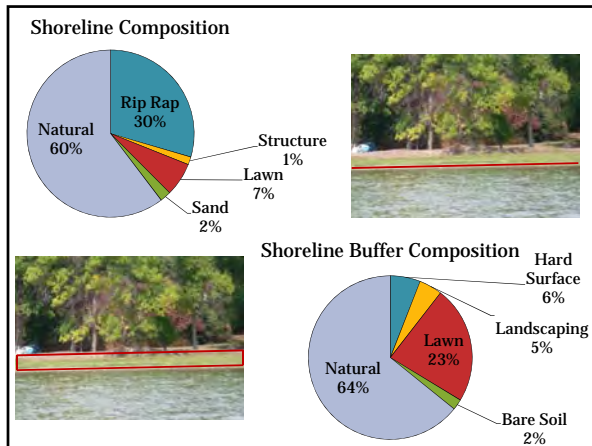 Shoreline Composition
Rip Rap
30%
Natural
60%
Structure
1%
Lawn
7%
Sand
2%
Shoreline Buffer Composition
Hard
Surface
6%
Landscaping
5%
Lawn
23%
Natural
64%
Bare Soil
2%